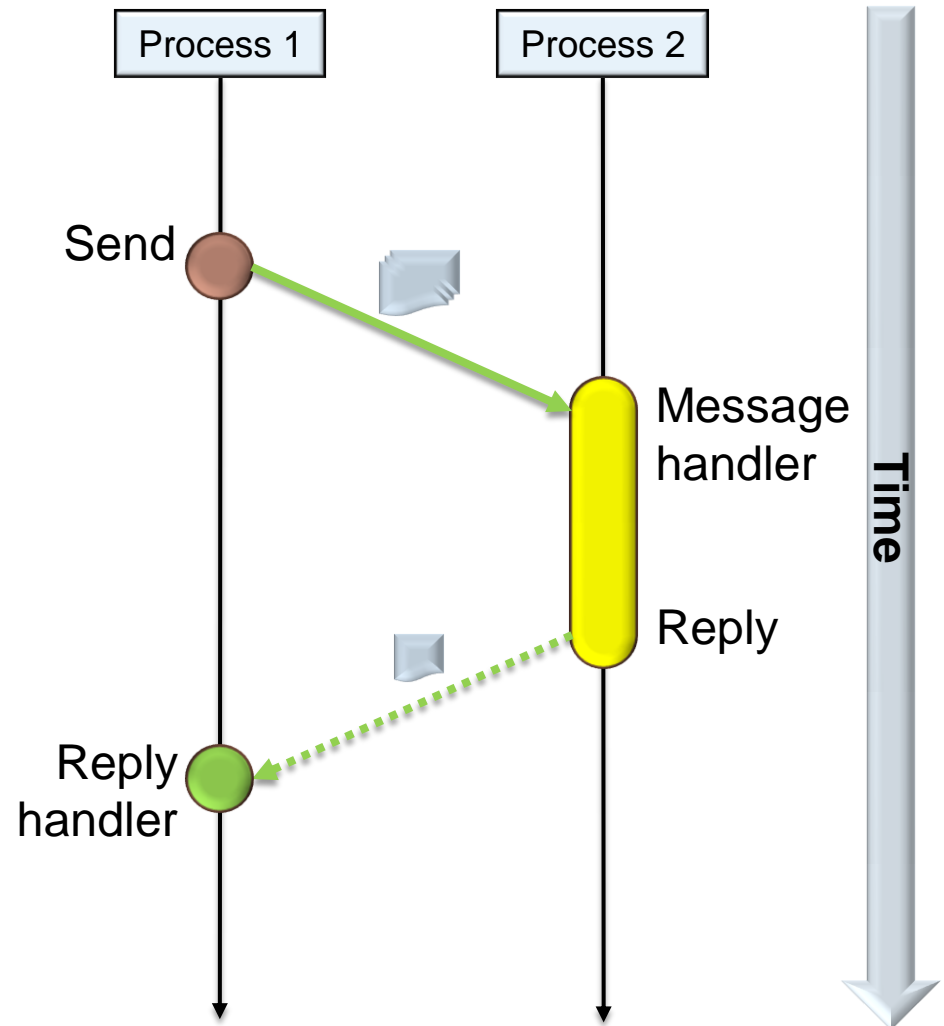 Process 1
Process 2
Send
Message
handler
Time
Reply
Reply
handler